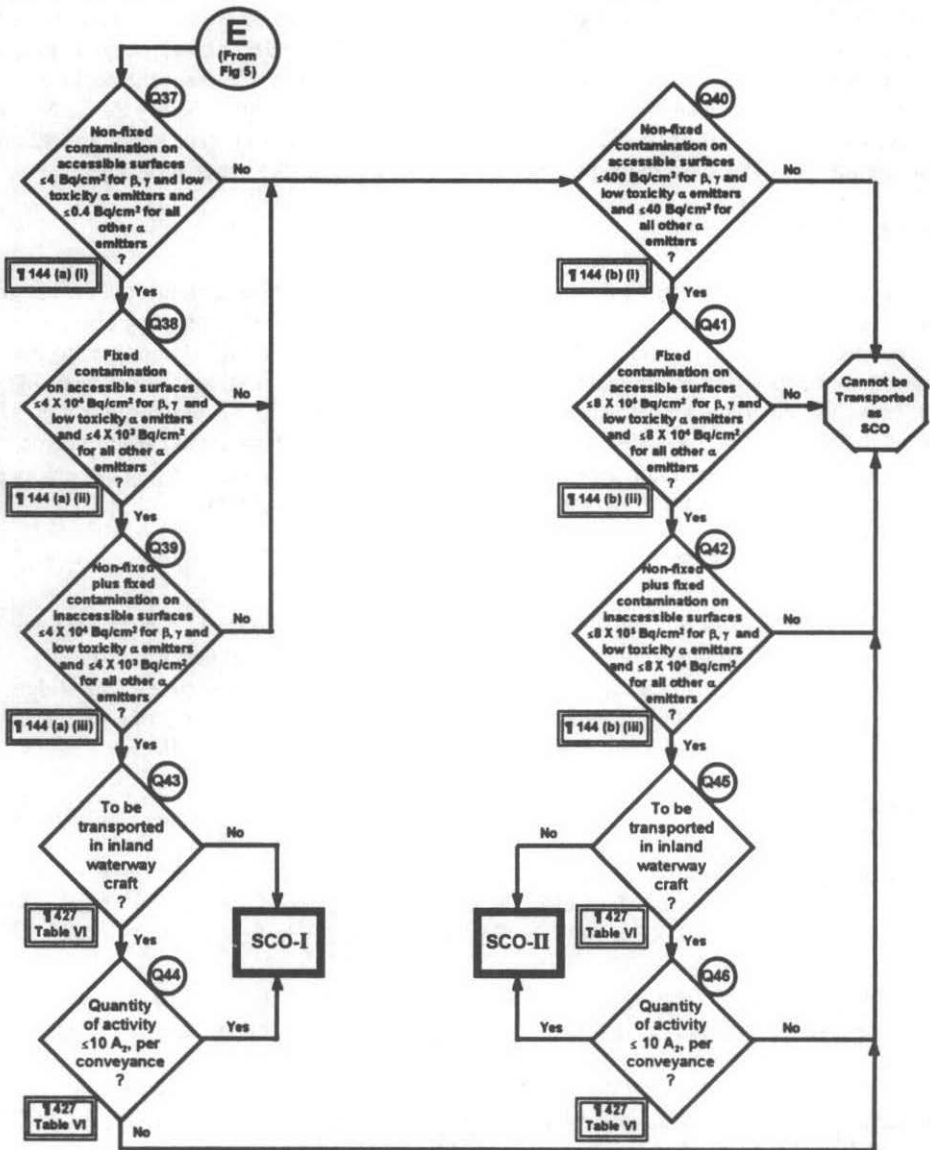 E
(From
Fig 5)
Q37
Non-fixed
contamination on
accessible surfaces
≤4 Bq/cm² for β, γ and low
toxicity α emitters and
≤0.4 Bq/cm² for all
other α
emitters
?
No
¶ 144 (a) (i)
Yes
Q38
Fixed
contamination
on accessible surfaces
≤4 X 10⁴ Bq/cm² for β, γ and
low toxicity α emitters
and ≤4 X 10³ Bq/cm²
for all other α
emitters
?
No
¶ 144 (a) (ii)
Yes
Q39
Non-fixed
plus fixed
contamination on
inaccessible surfaces
≤4 X 10⁴ Bq/cm² for β, γ and
low toxicity α emitters
and ≤4 X 10³ Bq/cm²
for all other α
emitters
?
No
¶ 144 (a) (iii)
Yes
Q43
To be
transported
in inland
waterway
craft
?
No
¶ 427
Table VI
Yes
Q44
Quantity
of activity
≤ 10 A₂, per
conveyance
?
Yes
¶ 427
Table VI
No
SCO-I
Q40
Non-fixed
contamination on
accessible surfaces
≤400 Bq/cm² for β, γ and
low toxicity α emitters
and ≤40 Bq/cm² for
all other α
emitters
?
No
¶ 144 (b) (i)
Yes
Q41
Fixed
contamination
on accessible surfaces
≤8 X 10⁵ Bq/cm² for β, γ and
low toxicity α emitters
and ≤8 X 10⁴ Bq/cm²
for all other α
emitters
?
No
¶ 144 (b) (ii)
Yes
Q42
Non-fixed
plus fixed
contamination on
inaccessible surfaces
≤8 X 10⁵ Bq/cm² for β, γ and
low toxicity α emitters
and ≤8 X 10⁴ Bq/cm²
for all other α
emitters
?
No
¶ 144 (b) (iii)
Yes
Q45
To be
transported
in inland
waterway
craft
?
No
¶ 427
Table VI
Yes
Q46
Quantity
of activity
≤ 10 A₂, per
conveyance
?
Yes
No
¶ 427
Table VI
SCO-II
Cannot be
Transported
as
SCO